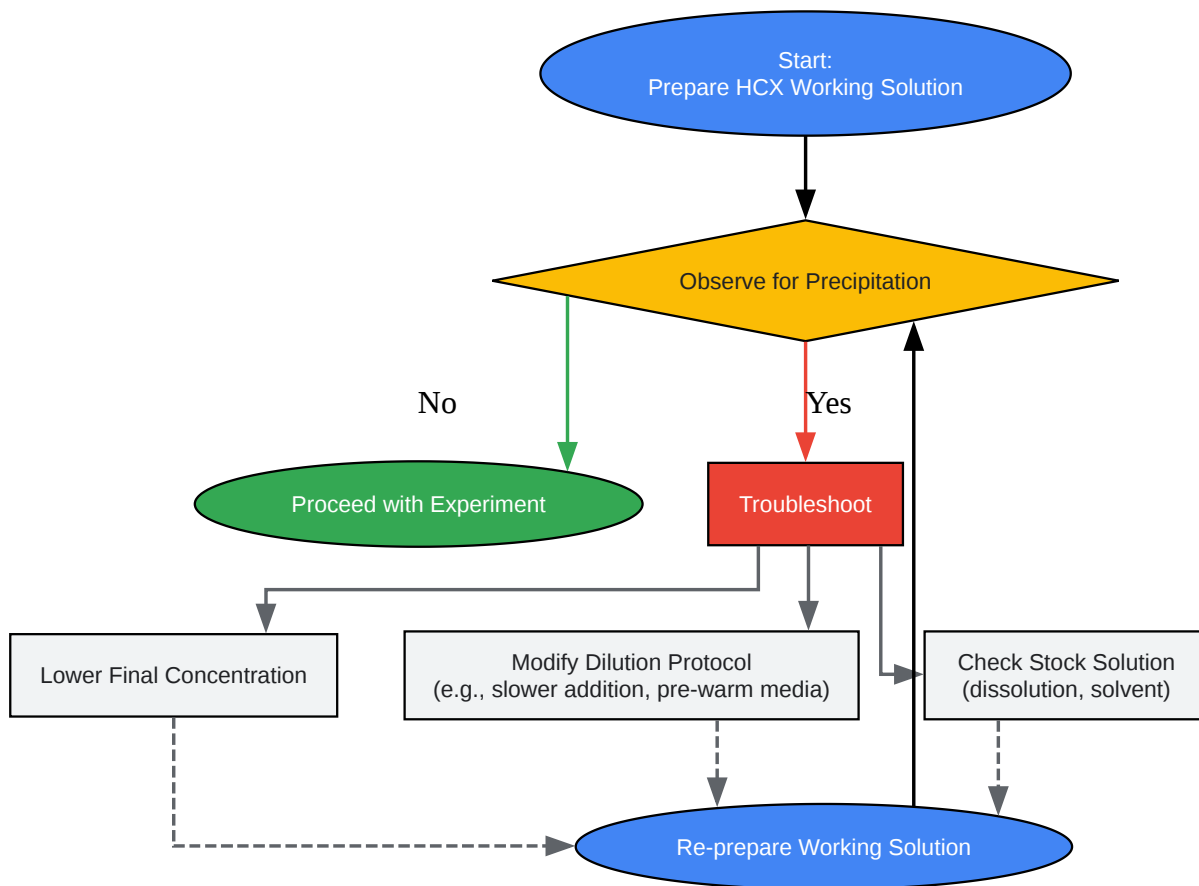 Start:
Prepare HCX Working Solution
Observe for Precipitation
No
Yes
Proceed with Experiment
Troubleshoot
Lower Final Concentration
Modify Dilution Protocol
(e.g., slower addition, pre-warm media)
Check Stock Solution
(dissolution, solvent)
Re-prepare Working Solution